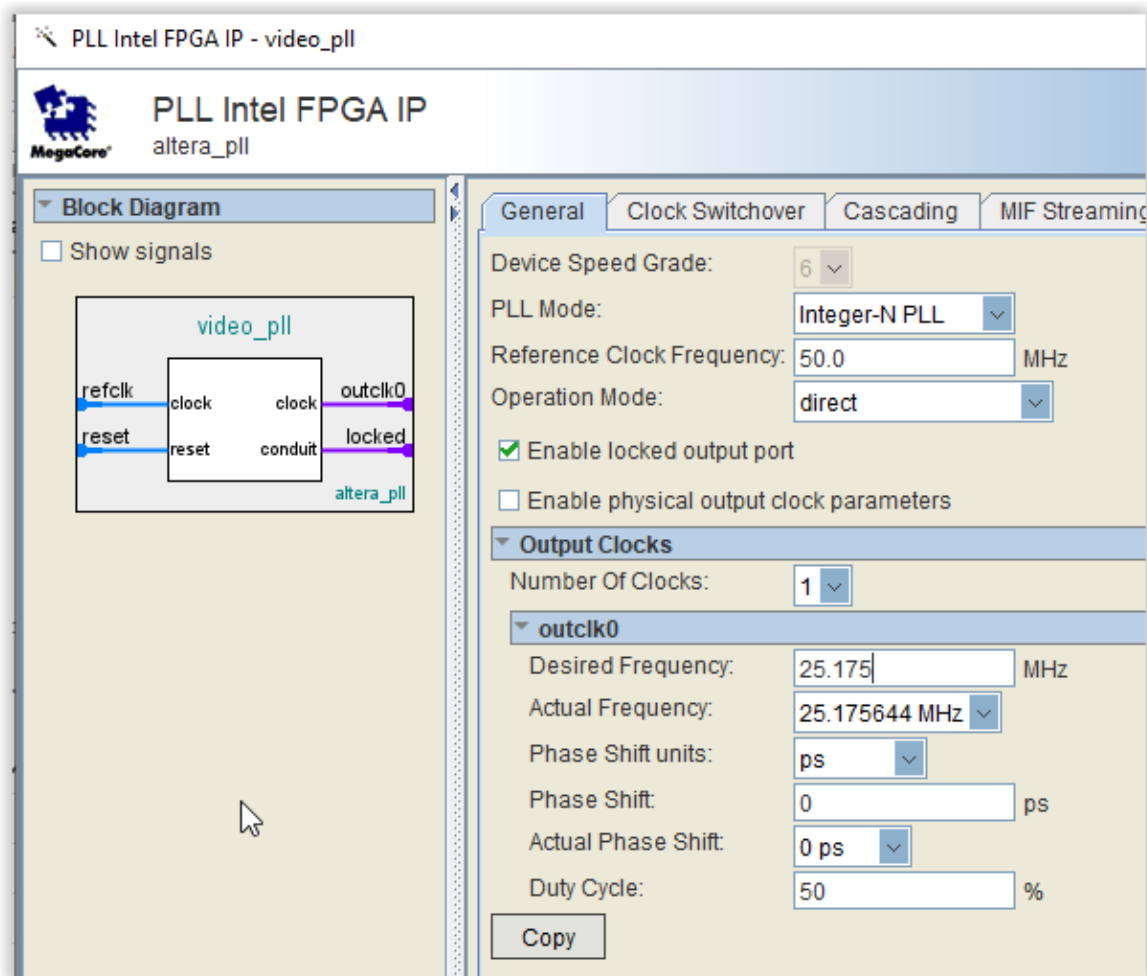 PLL Intel FPGA IP - video_pll
MegaCore®
PLL Intel FPGA IP
altera_pll
Block Diagram
Show signals
video_pll
refclk
clock
clock
outclk0
reset
reset
conduit
locked
altera_pll
General
Clock Switchover
Cascading
MIF Streaming
Device Speed Grade:
6
PLL Mode:
Integer-N PLL
Reference Clock Frequency:
50.0
MHz
Operation Mode:
direct
Enable locked output port
Enable physical output clock parameters
Output Clocks
Number Of Clocks:
1
outclk0
Desired Frequency:
25.175
MHz
Actual Frequency:
25.175644 MHz
Phase Shift units:
ps
Phase Shift:
0
ps
Actual Phase Shift:
0 ps
Duty Cycle:
50
%
Copy